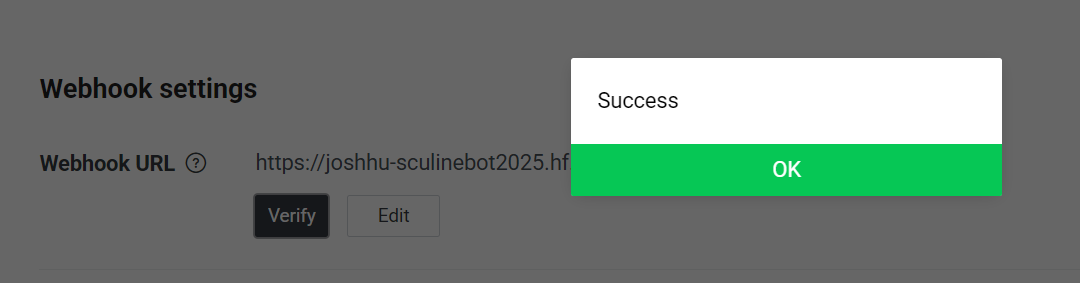 Webhook settings
Success
Webhook URL ?
https://joshhu-sculinebot2025.hf
OK
Verify
Edit